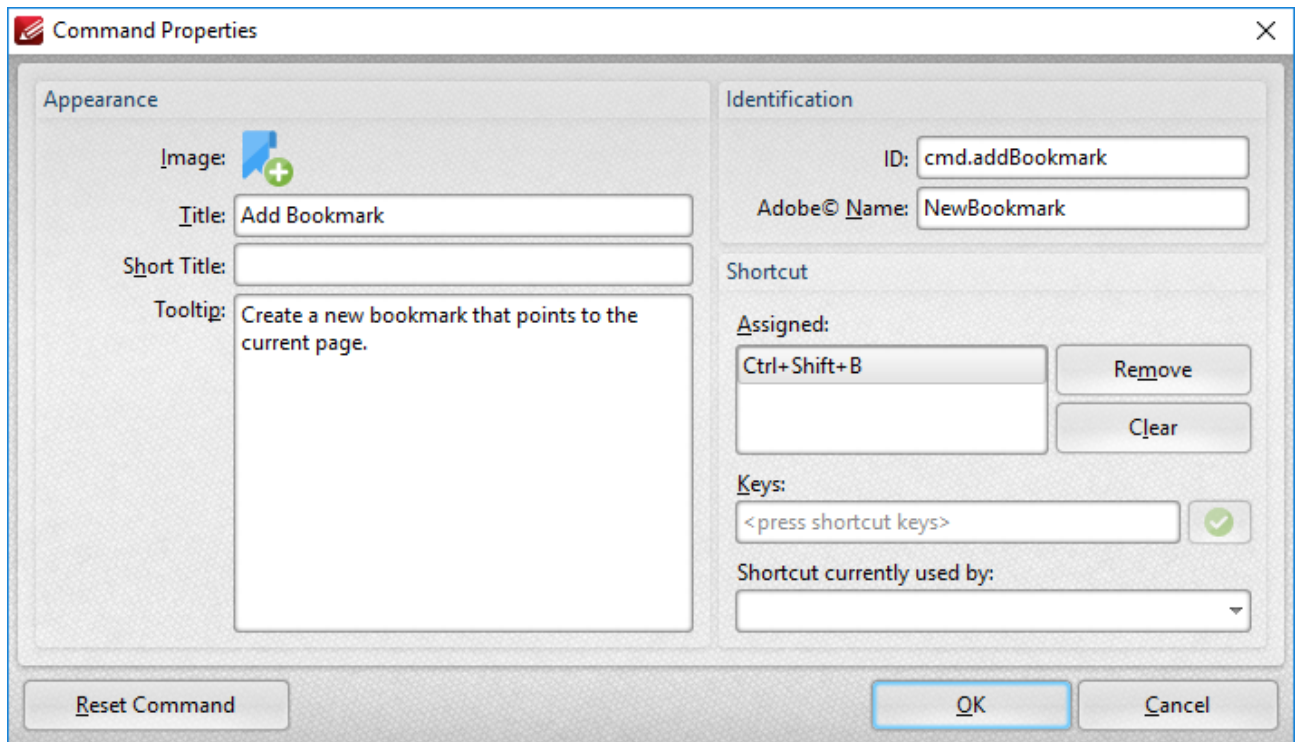 Command Properties
Appearance
Image:
Title: Add Bookmark
Short Title:
Tooltip: Create a new bookmark that points to the
current page.
Identification
ID: cmd.addBookmark
Adobe© Name: NewBookmark
Shortcut
Assigned:
Ctrl+Shift+B
Remove
Clear
Keys:
<press shortcut keys>
Shortcut currently used by:
Reset Command
OK
Cancel